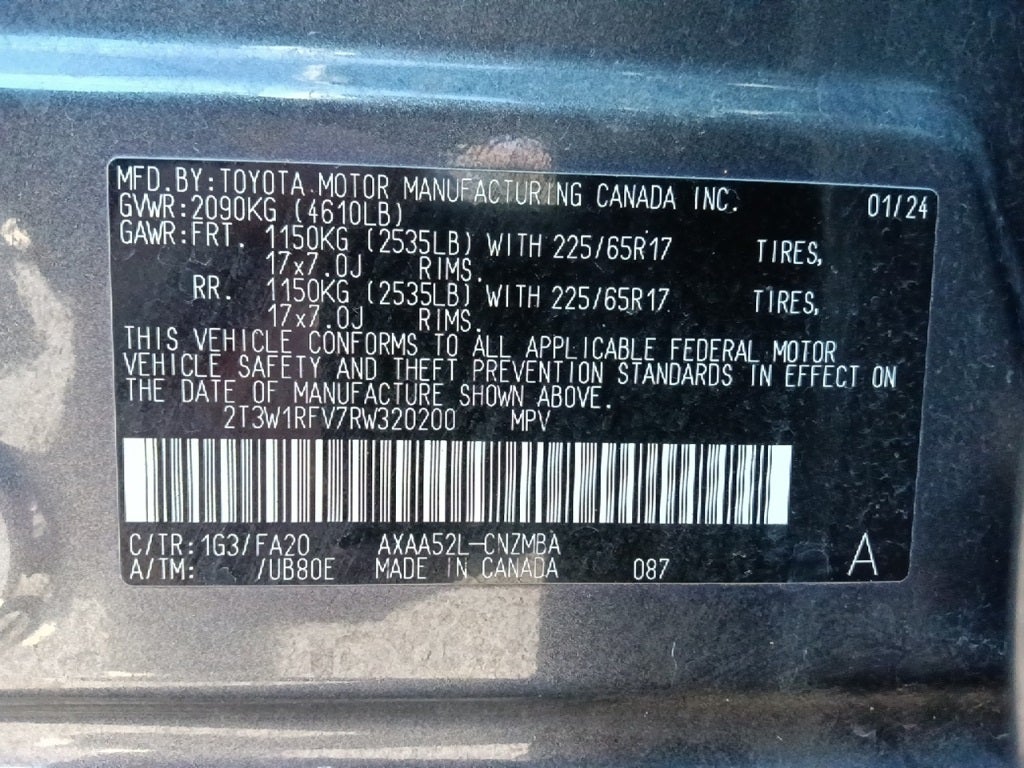 MFD.BY:TOYOTA MOTOR MANUFACTURING CANADA INC. 01/24
GVWR:2090KG (4610LB)
GAWR:FRT. 1150KG (2535LB) WITH 225/65R17 TIRES,
17x7.0J RIMS.
RR. 1150KG (2535LB) WITH 225/65R17 TIRES,
17x7.0J RIMS.
THIS VEHICLE CONFORMS TO ALL APPLICABLE FEDERAL MOTOR
VEHICLE SAFETY AND THEFT PREVENTION STANDARDS IN EFFECT ON
THE DATE OF MANUFACTURE SHOWN ABOVE.
2T3W1RFV7RW320200 MPV
C/TR:1G3/FA20 AXAA52L-CNZMBA
A/TM: /UB80E MADE IN CANADA 087 A